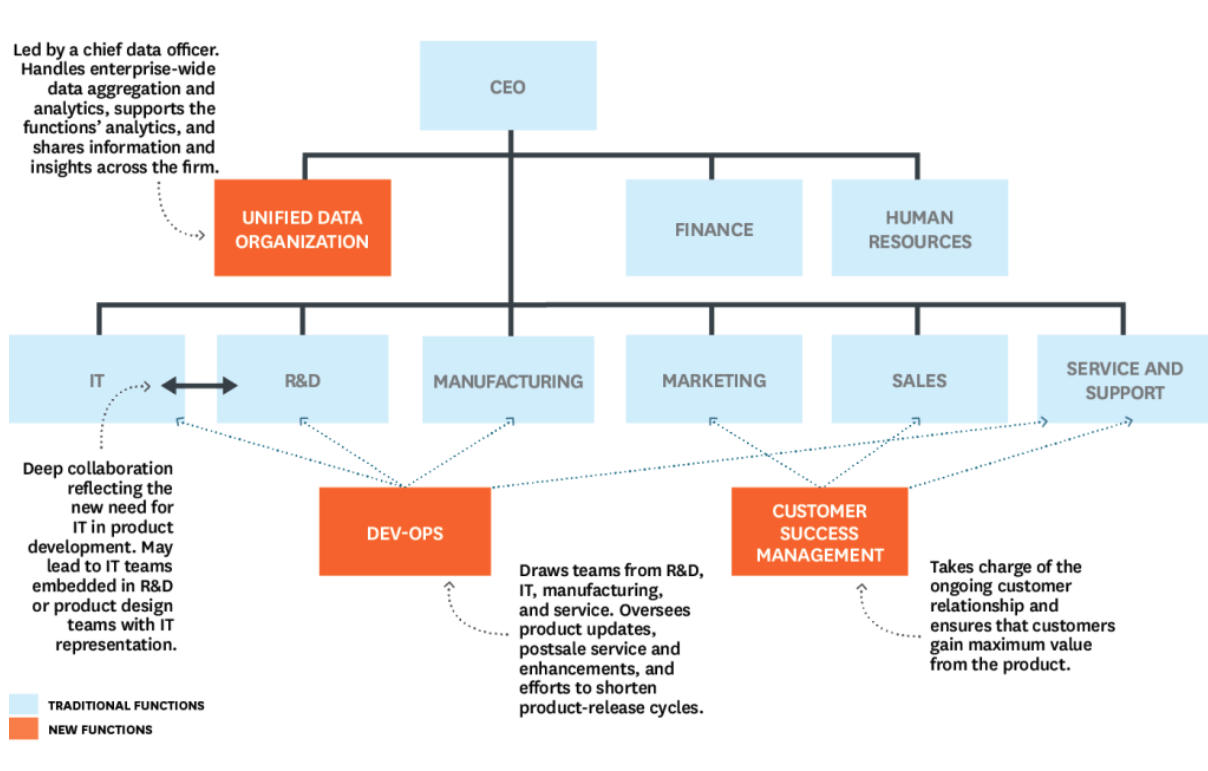 Led by a chief data officer.
Handles enterprise-wide
data aggregation and
analytics, supports the
functions’ analytics, and
shares information and
insights across the firm.
CEO
UNIFIED DATA
ORGANIZATION
FINANCE
HUMAN
RESOURCES
IT
R&D
MANUFACTURING
MARKETING
SALES
SERVICE AND
SUPPORT
Deep collaboration
reflecting the
new need for
IT in product
development. May
lead to IT teams
embedded in R&D
or product design
teams with IT
representation.
DEV-OPS
Draws teams from R&D,
IT, manufacturing,
and service. Oversees
product updates,
postsale service and
enhancements, and
efforts to shorten
product-release cycles.
CUSTOMER
SUCCESS
MANAGEMENT
Takes charge of the
ongoing customer
relationship and
ensures that customers
gain maximum value
from the product.
TRADITIONAL FUNCTIONS
NEW FUNCTIONS